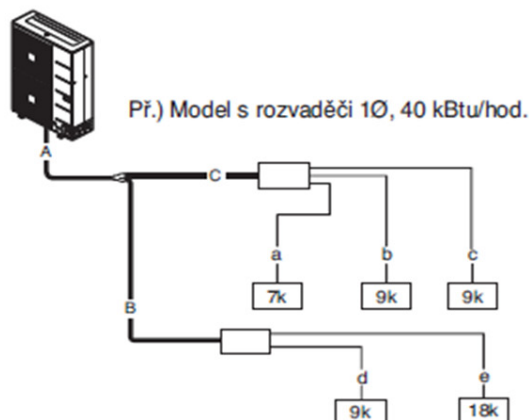 Př.) Model s rozvaděči 1Ø, 40 kBtu/hod.
A
C
a
b
c
7k
9k
9k
B
d
e
9k
18k